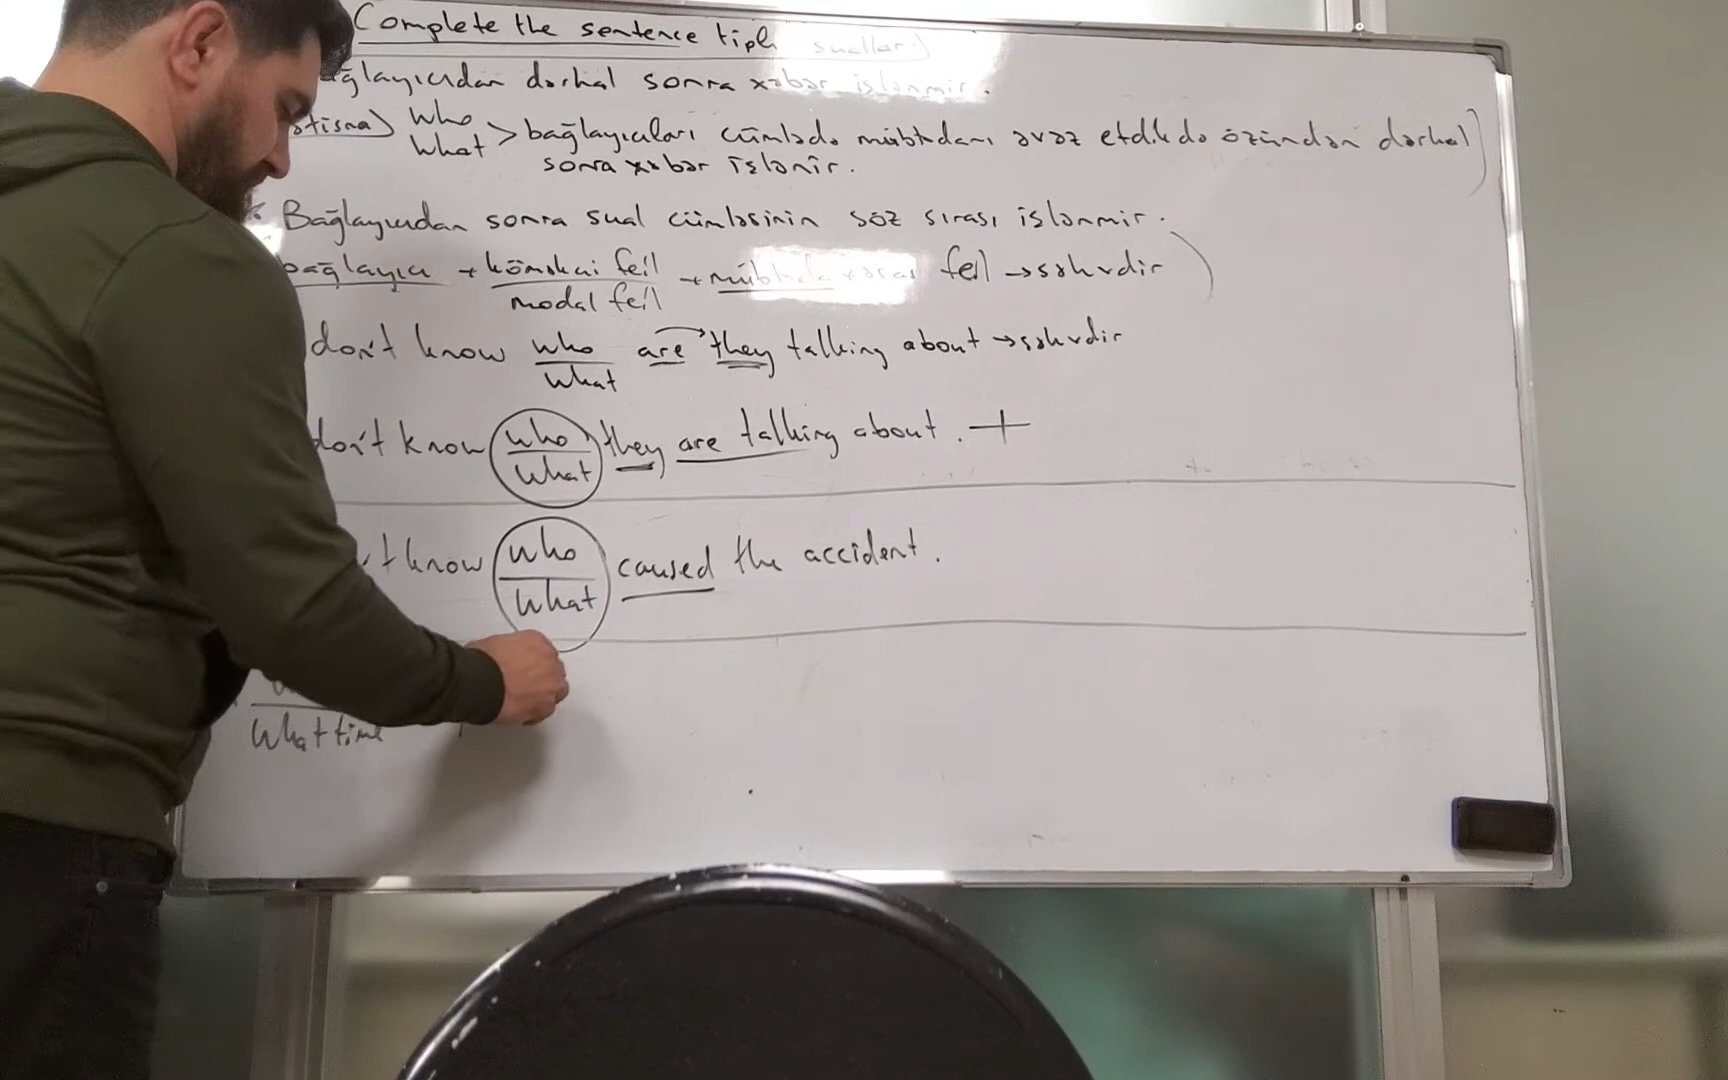 Complete the sentence tipli suallar)
ağlayıcıdan dərhal sonra xəbər işlənmir.
istisna) who
what > bağlayıcıları cümlədə mübtədanı əvəz etdikdə özündən dərhal
sonra xəbər işlənir.
* Bağlayıcıdan sonra sual cümləsinin söz sırası işlənmir.
bağlayıcı + köməkçi feil + mübtəda + əsas feil → səhvdir)
modal feil
don't know who are they talking about → səhvdir
what
don't know who they are talking about. +
what
t know who caused the accident.
what
What time